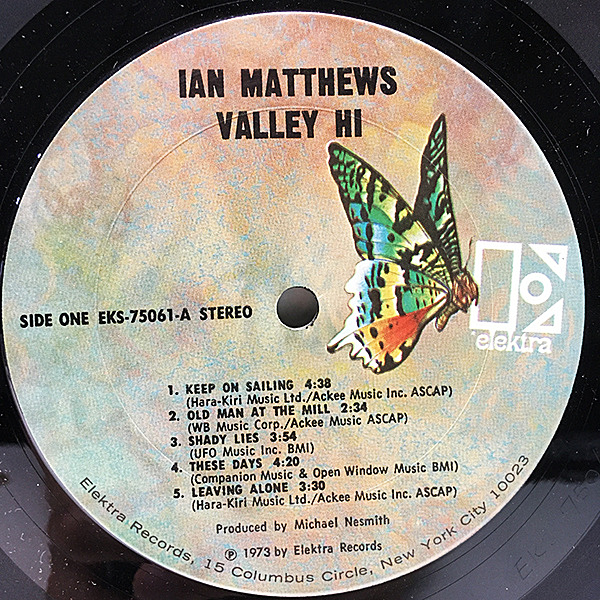 IAN MATTHEWS
VALLEY HI
elektra
SIDE ONE EKS-75061-A STEREO
1. KEEP ON SAILING 4:38
(Hara-Kiri Music Ltd./Ackee Music Inc. ASCAP)
2. OLD MAN AT THE MILL 2:34
(WB Music Corp./Ackee Music ASCAP)
3. SHADY LIES 3:54
(UFO Music Inc. BMI)
4. THESE DAYS 4:20
(Companion Music & Open Window Music BMI)
5. LEAVING ALONE 3:30
(Hara-Kiri Music Ltd./Ackee Music Inc. ASCAP)
Produced by Michael Nesmith
℗ 1973 by Elektra Records
Elektra Records, 15 Columbus Circle, New York City 10023